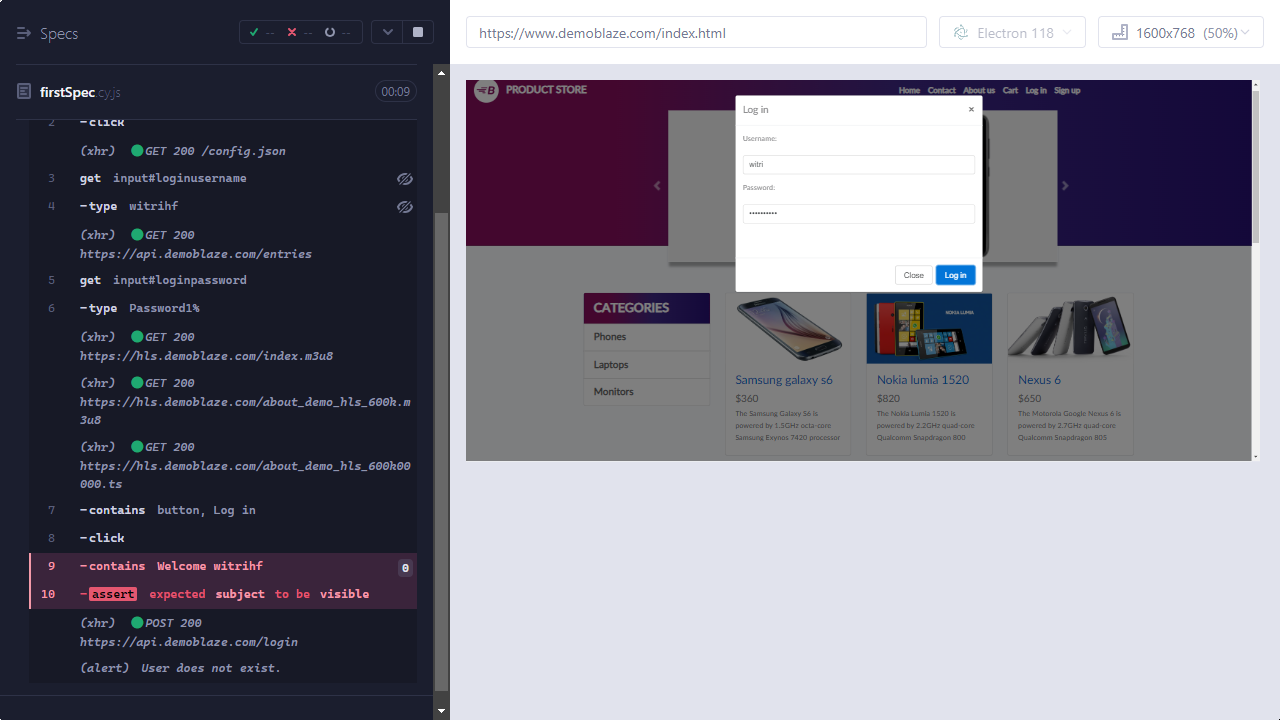 Specs
-- -- --
firstSpec.cy.js
00:09
2 -click
(xhr) GET 200 /config.json
3 get input#loginusername
4 -type witrihf
(xhr) GET 200
https://api.demoblaze.com/entries
5 get input#loginpassword
6 -type Password1%
(xhr) GET 200
https://hls.demoblaze.com/index.m3u8
(xhr) GET 200
https://hls.demoblaze.com/about_demo_hls_600k.m
3u8
(xhr) GET 200
https://hls.demoblaze.com/about_demo_hls_600k00
000.ts
7 -contains button, Log in
8 -click
9 -contains Welcome witrihf 0
10 -assert expected subject to be visible
(xhr) POST 200
https://api.demoblaze.com/login
(alert) User does not exist.
https://www.demoblaze.com/index.html
Electron 118
1600x768 (50%)
B PRODUCT STORE
Home Contact About us Cart Log in Sign up
Log in ×
Username:
witri
Password:
••••••••••
Close Log in
CATEGORIES
Phones
Laptops
Monitors
Samsung galaxy s6
$360
The Samsung Galaxy S6 is
powered by 1.5GHz octa-core
Samsung Exynos 7420 processor
NOKIA LUMIA
Nokia lumia 1520
$820
The Nokia Lumia 1520 is
powered by 2.2GHz quad-core
Qualcomm Snapdragon 800
Nexus 6
$650
The Motorola Google Nexus 6 is
powered by 2.7GHz quad-core
Qualcomm Snapdragon 805